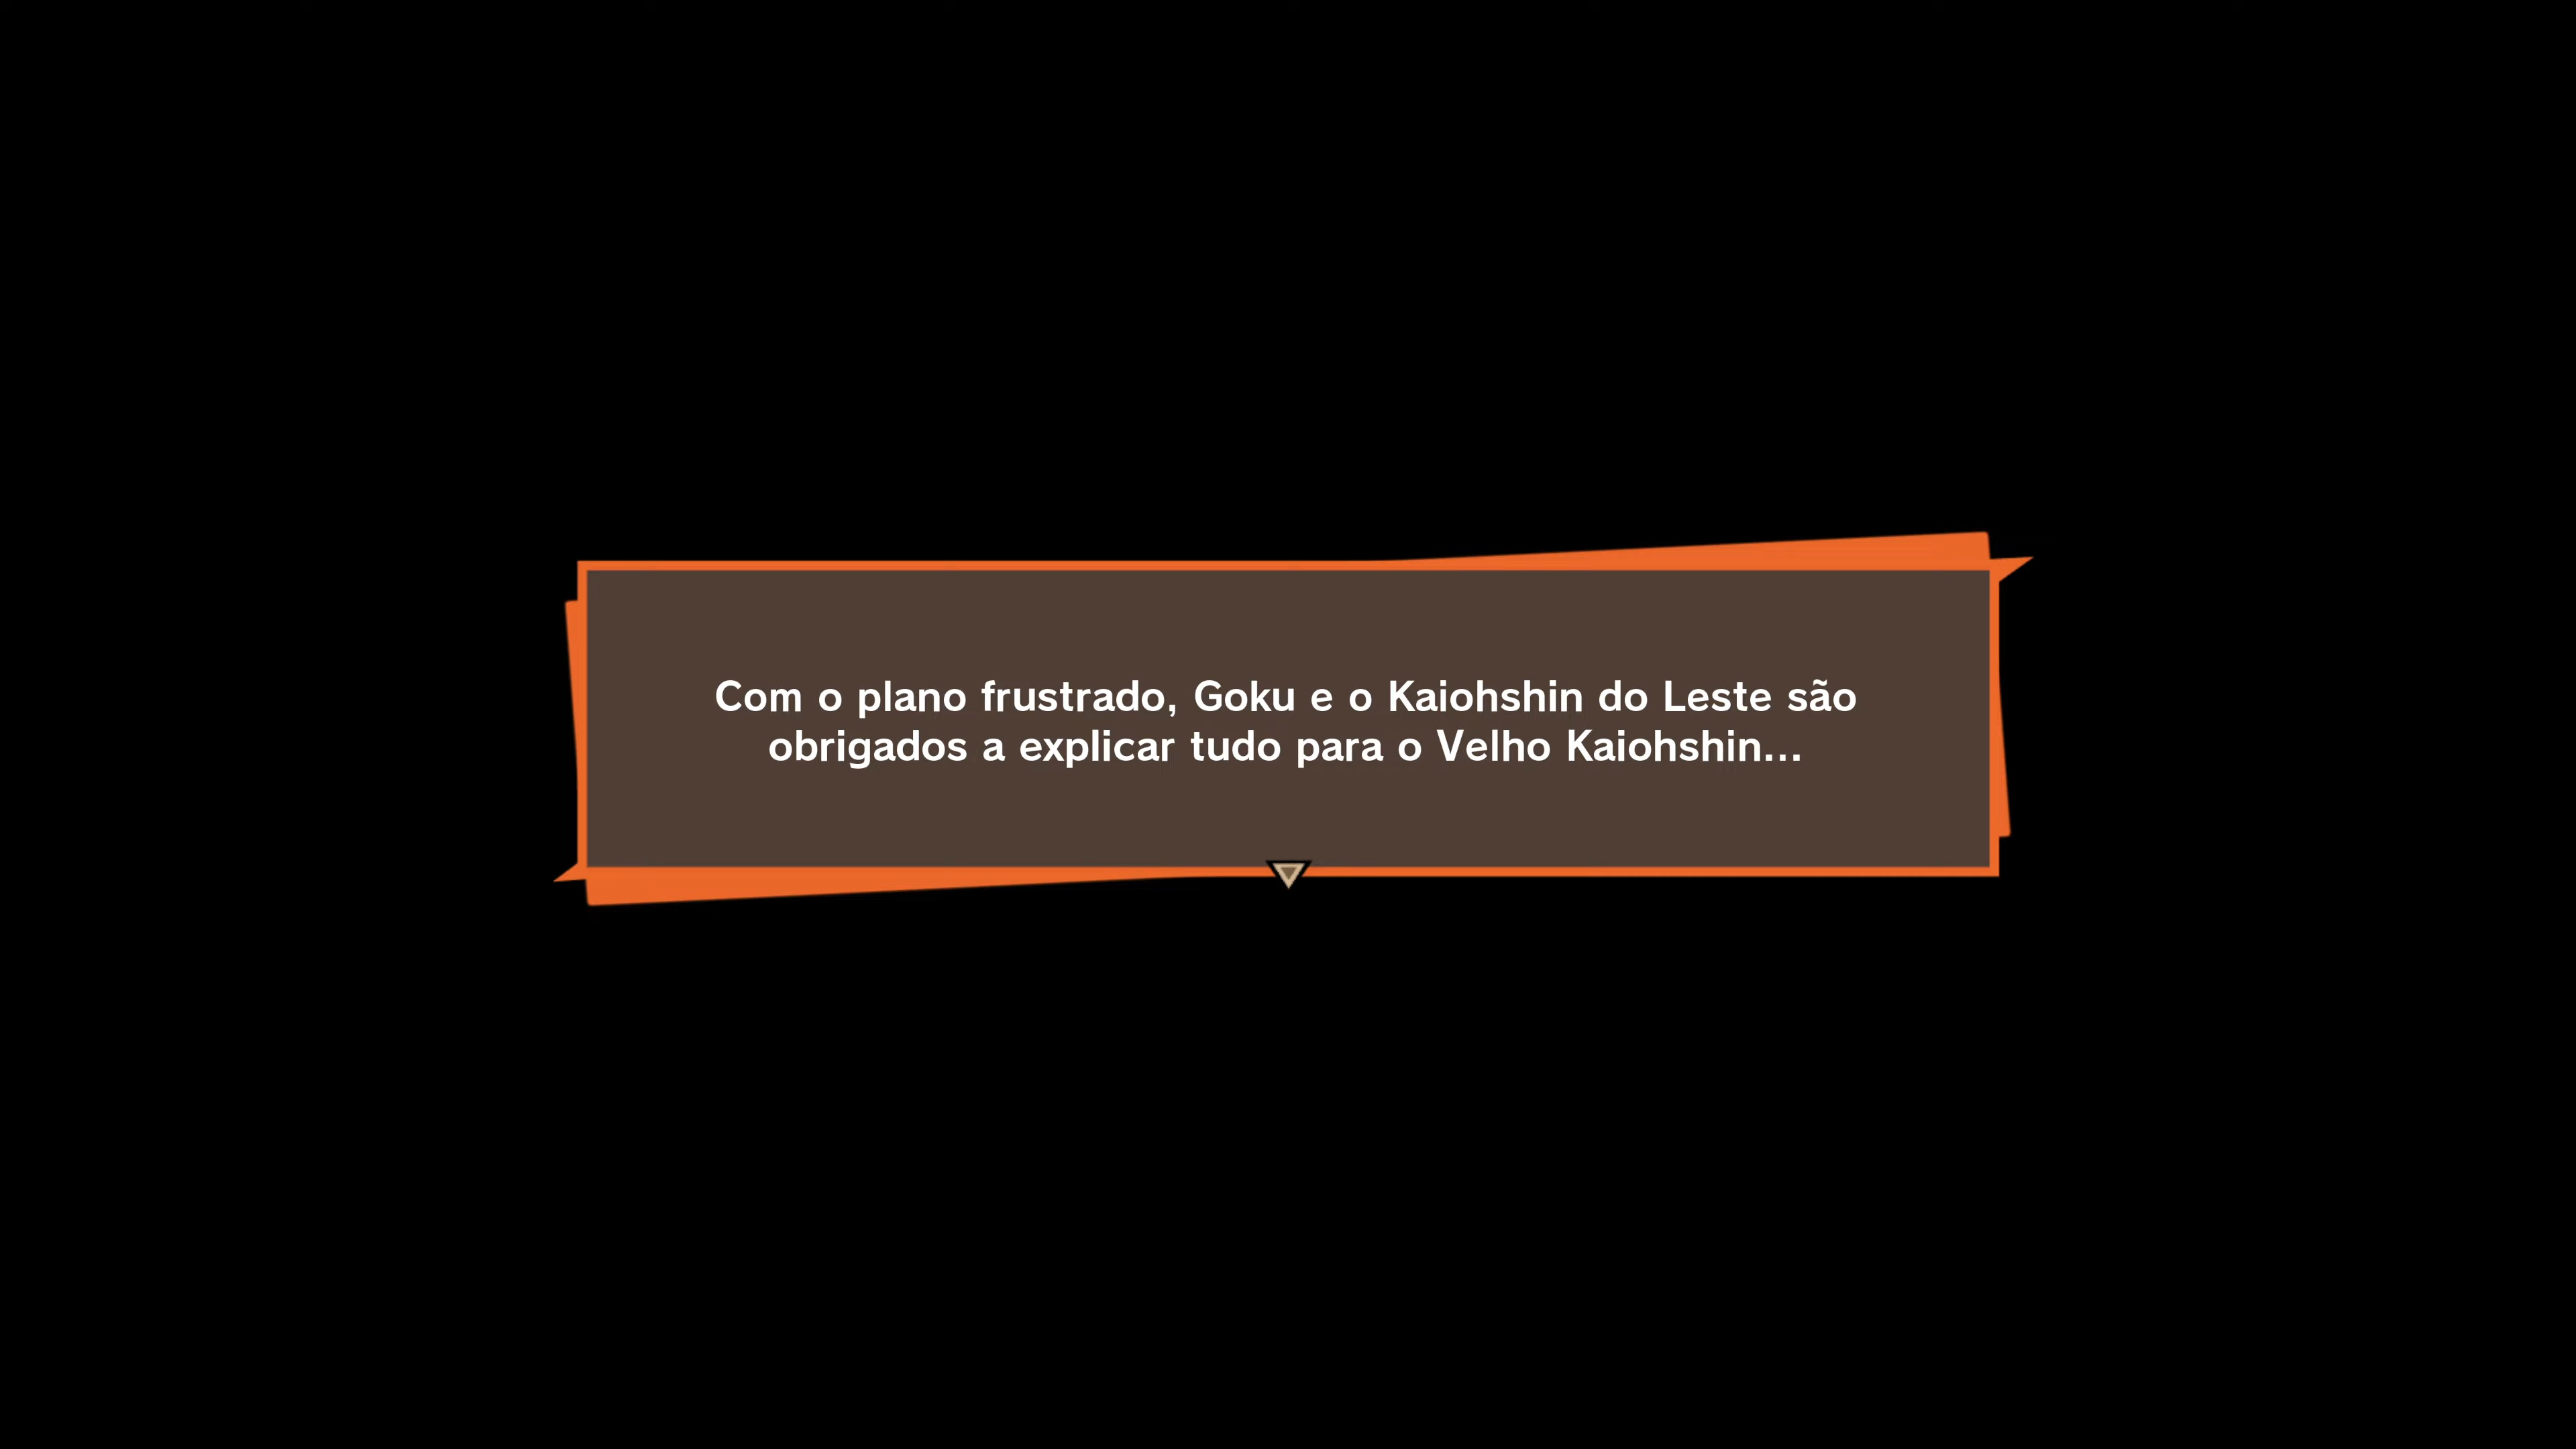 Com o plano frustrado, Goku e o Kaiohshin do Leste são
obrigados a explicar tudo para o Velho Kaiohshin...